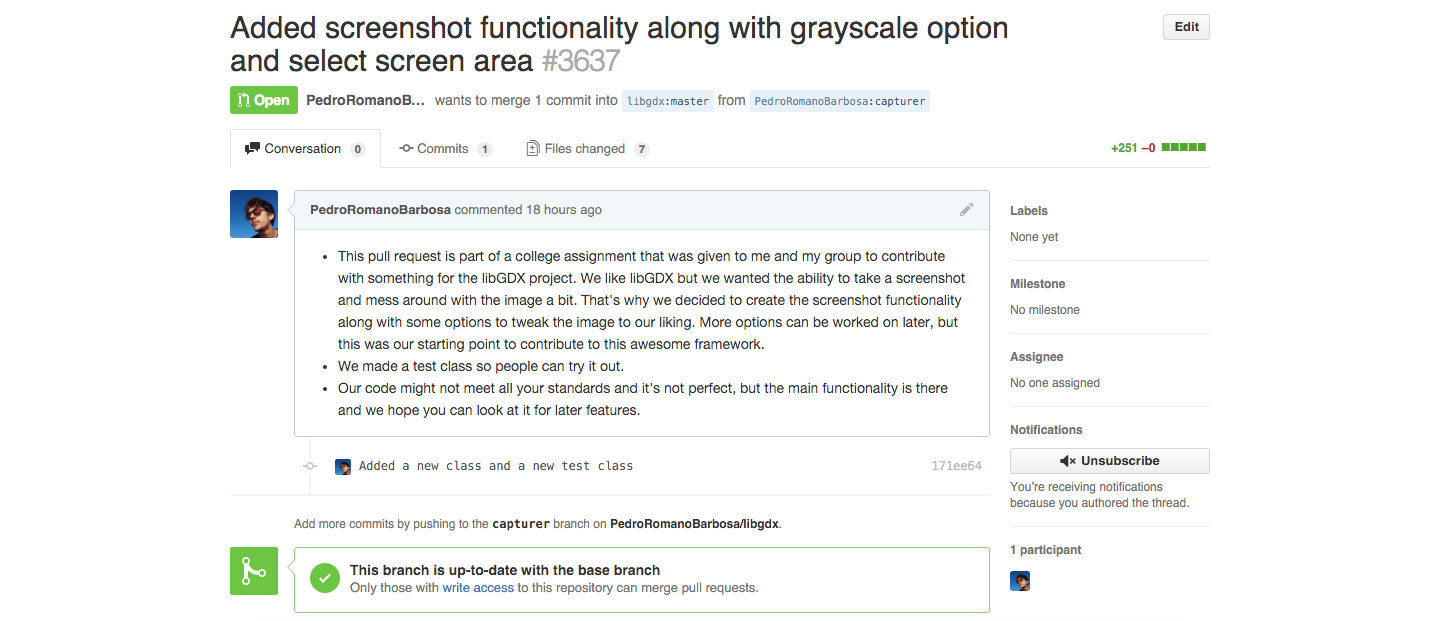 Added screenshot functionality along with grayscale option
and select screen area #3637
Edit
Open PedroRomanoB... wants to merge 1 commit into libgdx:master from PedroRomanoBarbosa:capturer
Conversation 0 Commits 1 Files changed 7 +251 −0
PedroRomanoBarbosa commented 18 hours ago
• This pull request is part of a college assignment that was given to me and my group to contribute
with something for the libGDX project. We like libGDX but we wanted the ability to take a screenshot
and mess around with the image a bit. That's why we decided to create the screenshot functionality
along with some options to tweak the image to our liking. More options can be worked on later, but
this was our starting point to contribute to this awesome framework.
• We made a test class so people can try it out.
• Our code might not meet all your standards and it's not perfect, but the main functionality is there
and we hope you can look at it for later features.
Added a new class and a new test class 171ee64
Add more commits by pushing to the capturer branch on PedroRomanoBarbosa/libgdx.
This branch is up-to-date with the base branch
Only those with write access to this repository can merge pull requests.
Labels
None yet
Milestone
No milestone
Assignee
No one assigned
Notifications
Unsubscribe
You're receiving notifications
because you authored the thread.
1 participant